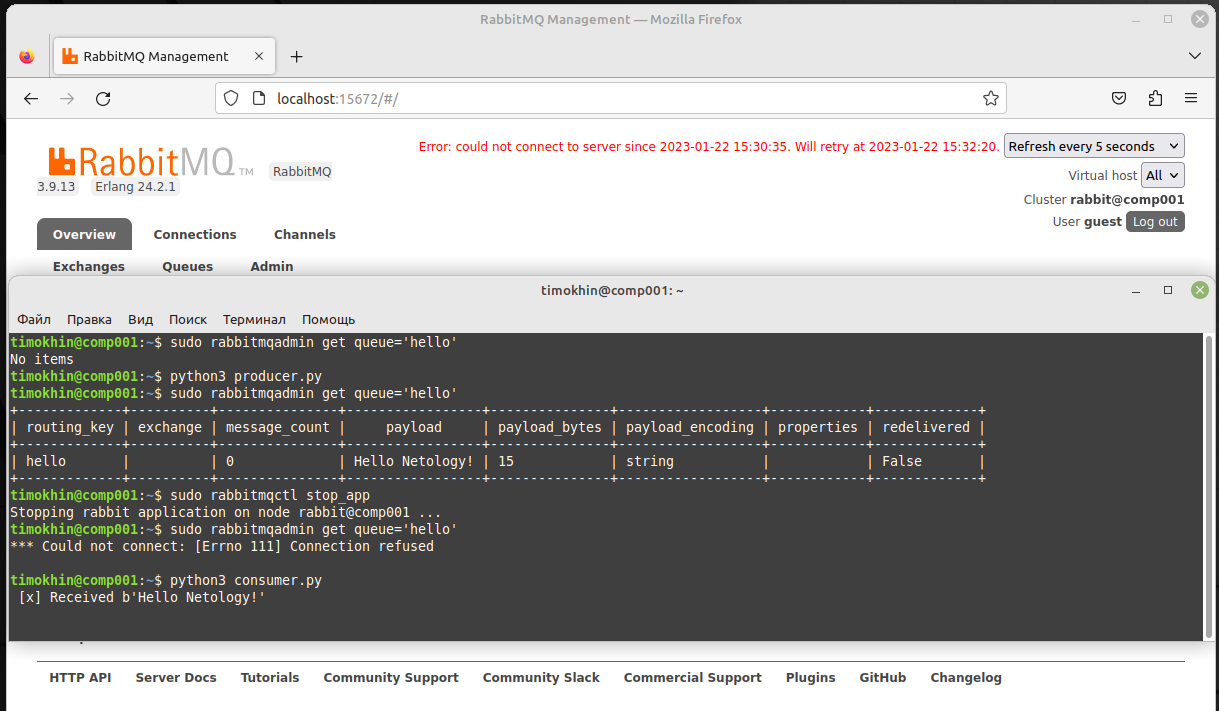 RabbitMQ Management — Mozilla Firefox
RabbitMQ Management
localhost:15672/#/
RabbitMQ TM RabbitMQ
3.9.13 Erlang 24.2.1
Error: could not connect to server since 2023-01-22 15:30:35. Will retry at 2023-01-22 15:32:20. Refresh every 5 seconds
Virtual host All
Cluster rabbit@comp001
User guest Log out
Overview Connections Channels
Exchanges Queues Admin
timokhin@comp001: ~
Файл Правка Вид Поиск Терминал Помощь
timokhin@comp001:~$ sudo rabbitmqadmin get queue='hello'
No items
timokhin@comp001:~$ python3 producer.py
timokhin@comp001:~$ sudo rabbitmqadmin get queue='hello'
+-------------+----------+---------------+-----------------+---------------+------------------+------------+-------------+
| routing_key | exchange | message_count |     payload     | payload_bytes | payload_encoding | properties | redelivered |
+-------------+----------+---------------+-----------------+---------------+------------------+------------+-------------+
| hello       |          | 0             | Hello Netology! | 15            | string           |            | False       |
+-------------+----------+---------------+-----------------+---------------+------------------+------------+-------------+
timokhin@comp001:~$ sudo rabbitmqctl stop_app
Stopping rabbit application on node rabbit@comp001 ...
timokhin@comp001:~$ sudo rabbitmqadmin get queue='hello'
*** Could not connect: [Errno 111] Connection refused
timokhin@comp001:~$ python3 consumer.py
[x] Received b'Hello Netology!'
HTTP API Server Docs Tutorials Community Support Community Slack Commercial Support Plugins GitHub Changelog